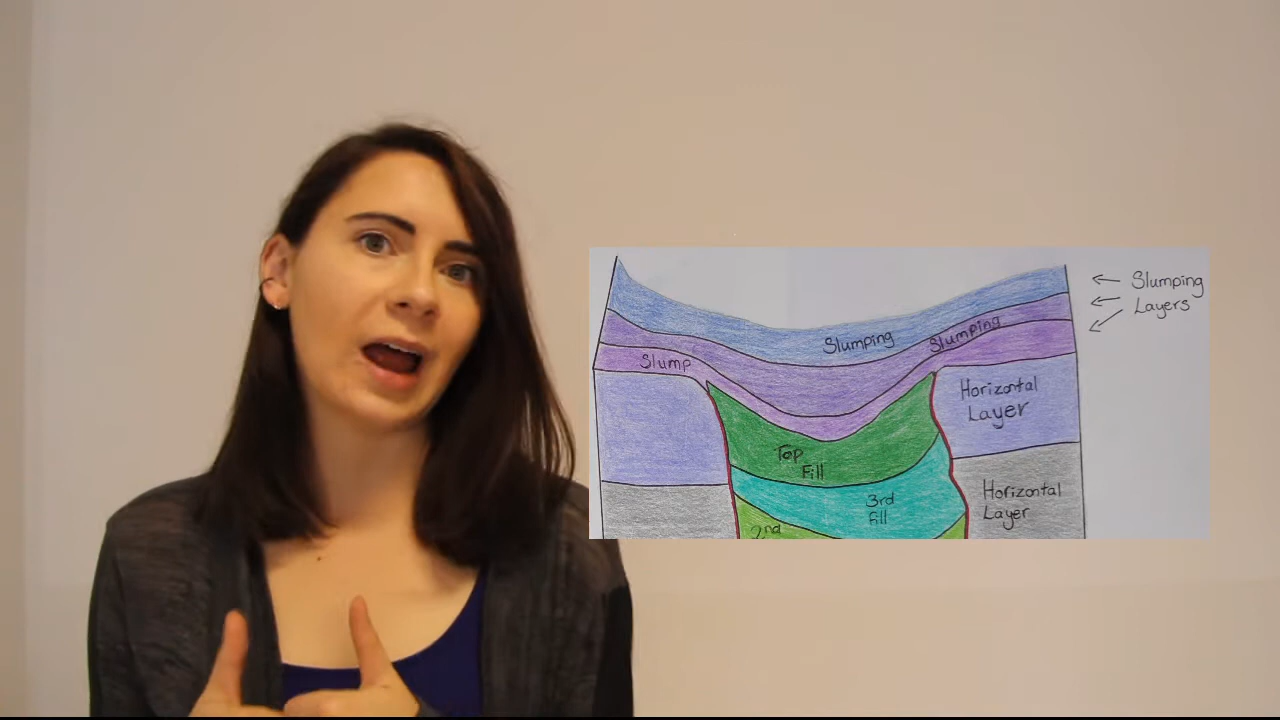 Slumping
Layers
Slumping
Slumping
Slump
Horizontal
Layer
Top
Fill
3rd
fill
Horizontal
Layer
2nd